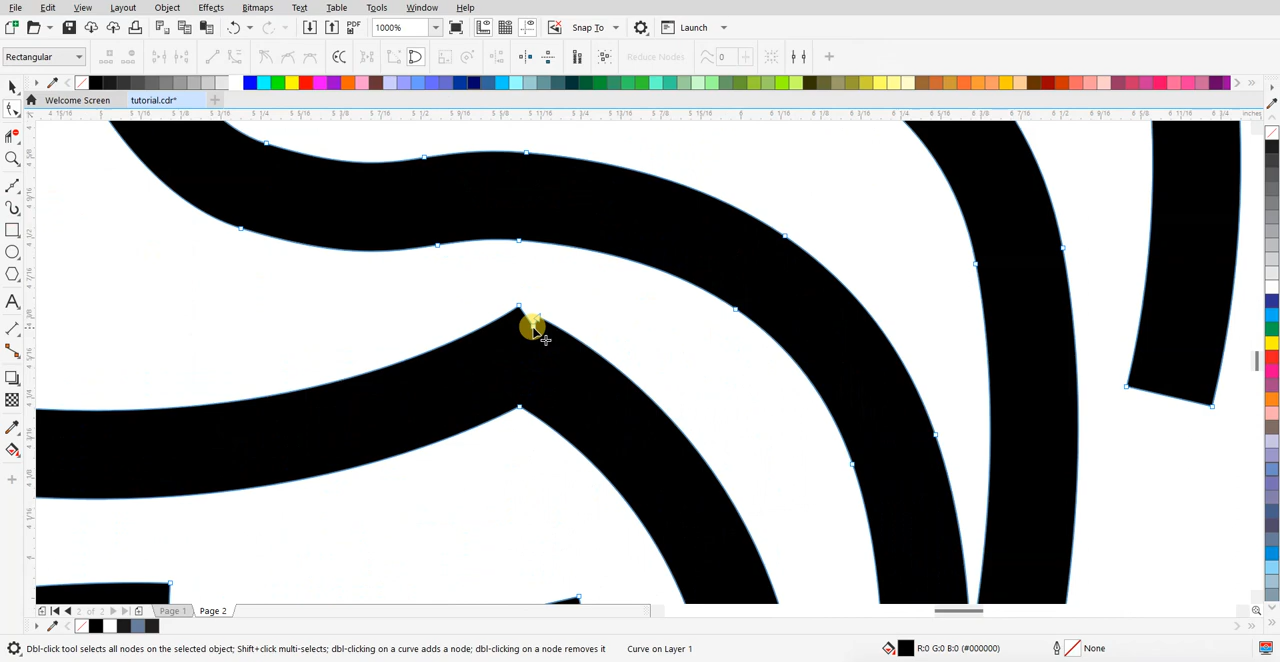 File Edit View Layout Object Effects Bitmaps Text Table Tools Window Help
PDF 1000% Snap To Launch
Rectangular Reduce Nodes 0
Welcome Screen tutorial.cdr*
inches
2 of 2 Page 1 Page 2
Dbl-click tool selects all nodes on the selected object; Shift+click multi-selects; dbl-clicking on a curve adds a node; dbl-clicking on a node removes it Curve on Layer 1 R:0 G:0 B:0 (#000000) None